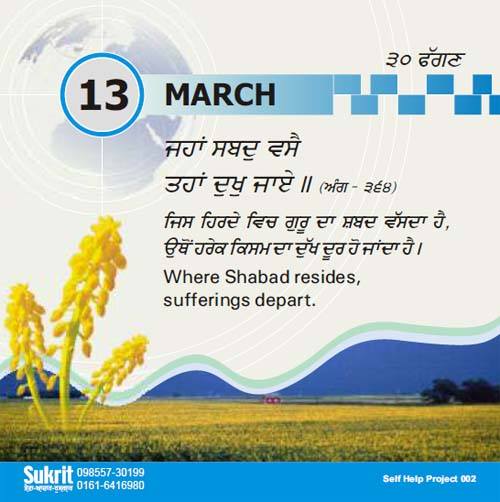 ੩੦ ਫੱਗਣ
13 MARCH
ਜਹਾਂ ਸਬਦੁ ਵਸੈ
ਤਹਾਂ ਦੁਖੁ ਜਾਏ ॥ (ਅੰਗ - ੩੬੪)
ਜਿਸ ਹਿਰਦੇ ਵਿਚ ਗੁਰੂ ਦਾ ਸ਼ਬਦ ਵੱਸਦਾ ਹੈ,
ਉਥੋਂ ਹਰੇਕ ਕਿਸਮ ਦਾ ਦੁੱਖ ਦੂਰ ਹੋ ਜਾਂਦਾ ਹੈ।
Where Shabad resides,
sufferings depart.
Sukrit 098557-30199
0161-6416980
Self Help Project 002